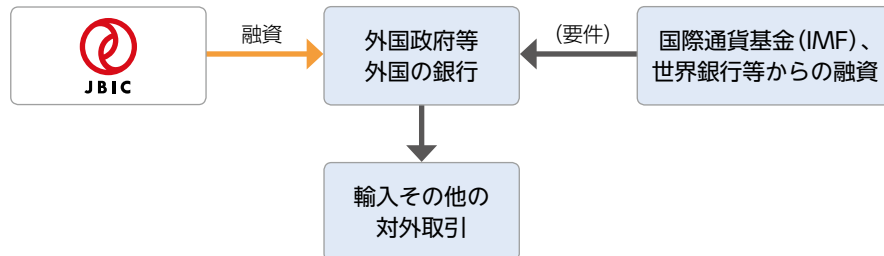 JBIC
融資
外国政府等
外国の銀行
(要件)
国際通貨基金(IMF)、
世界銀行等からの融資
輸入その他の
対外取引